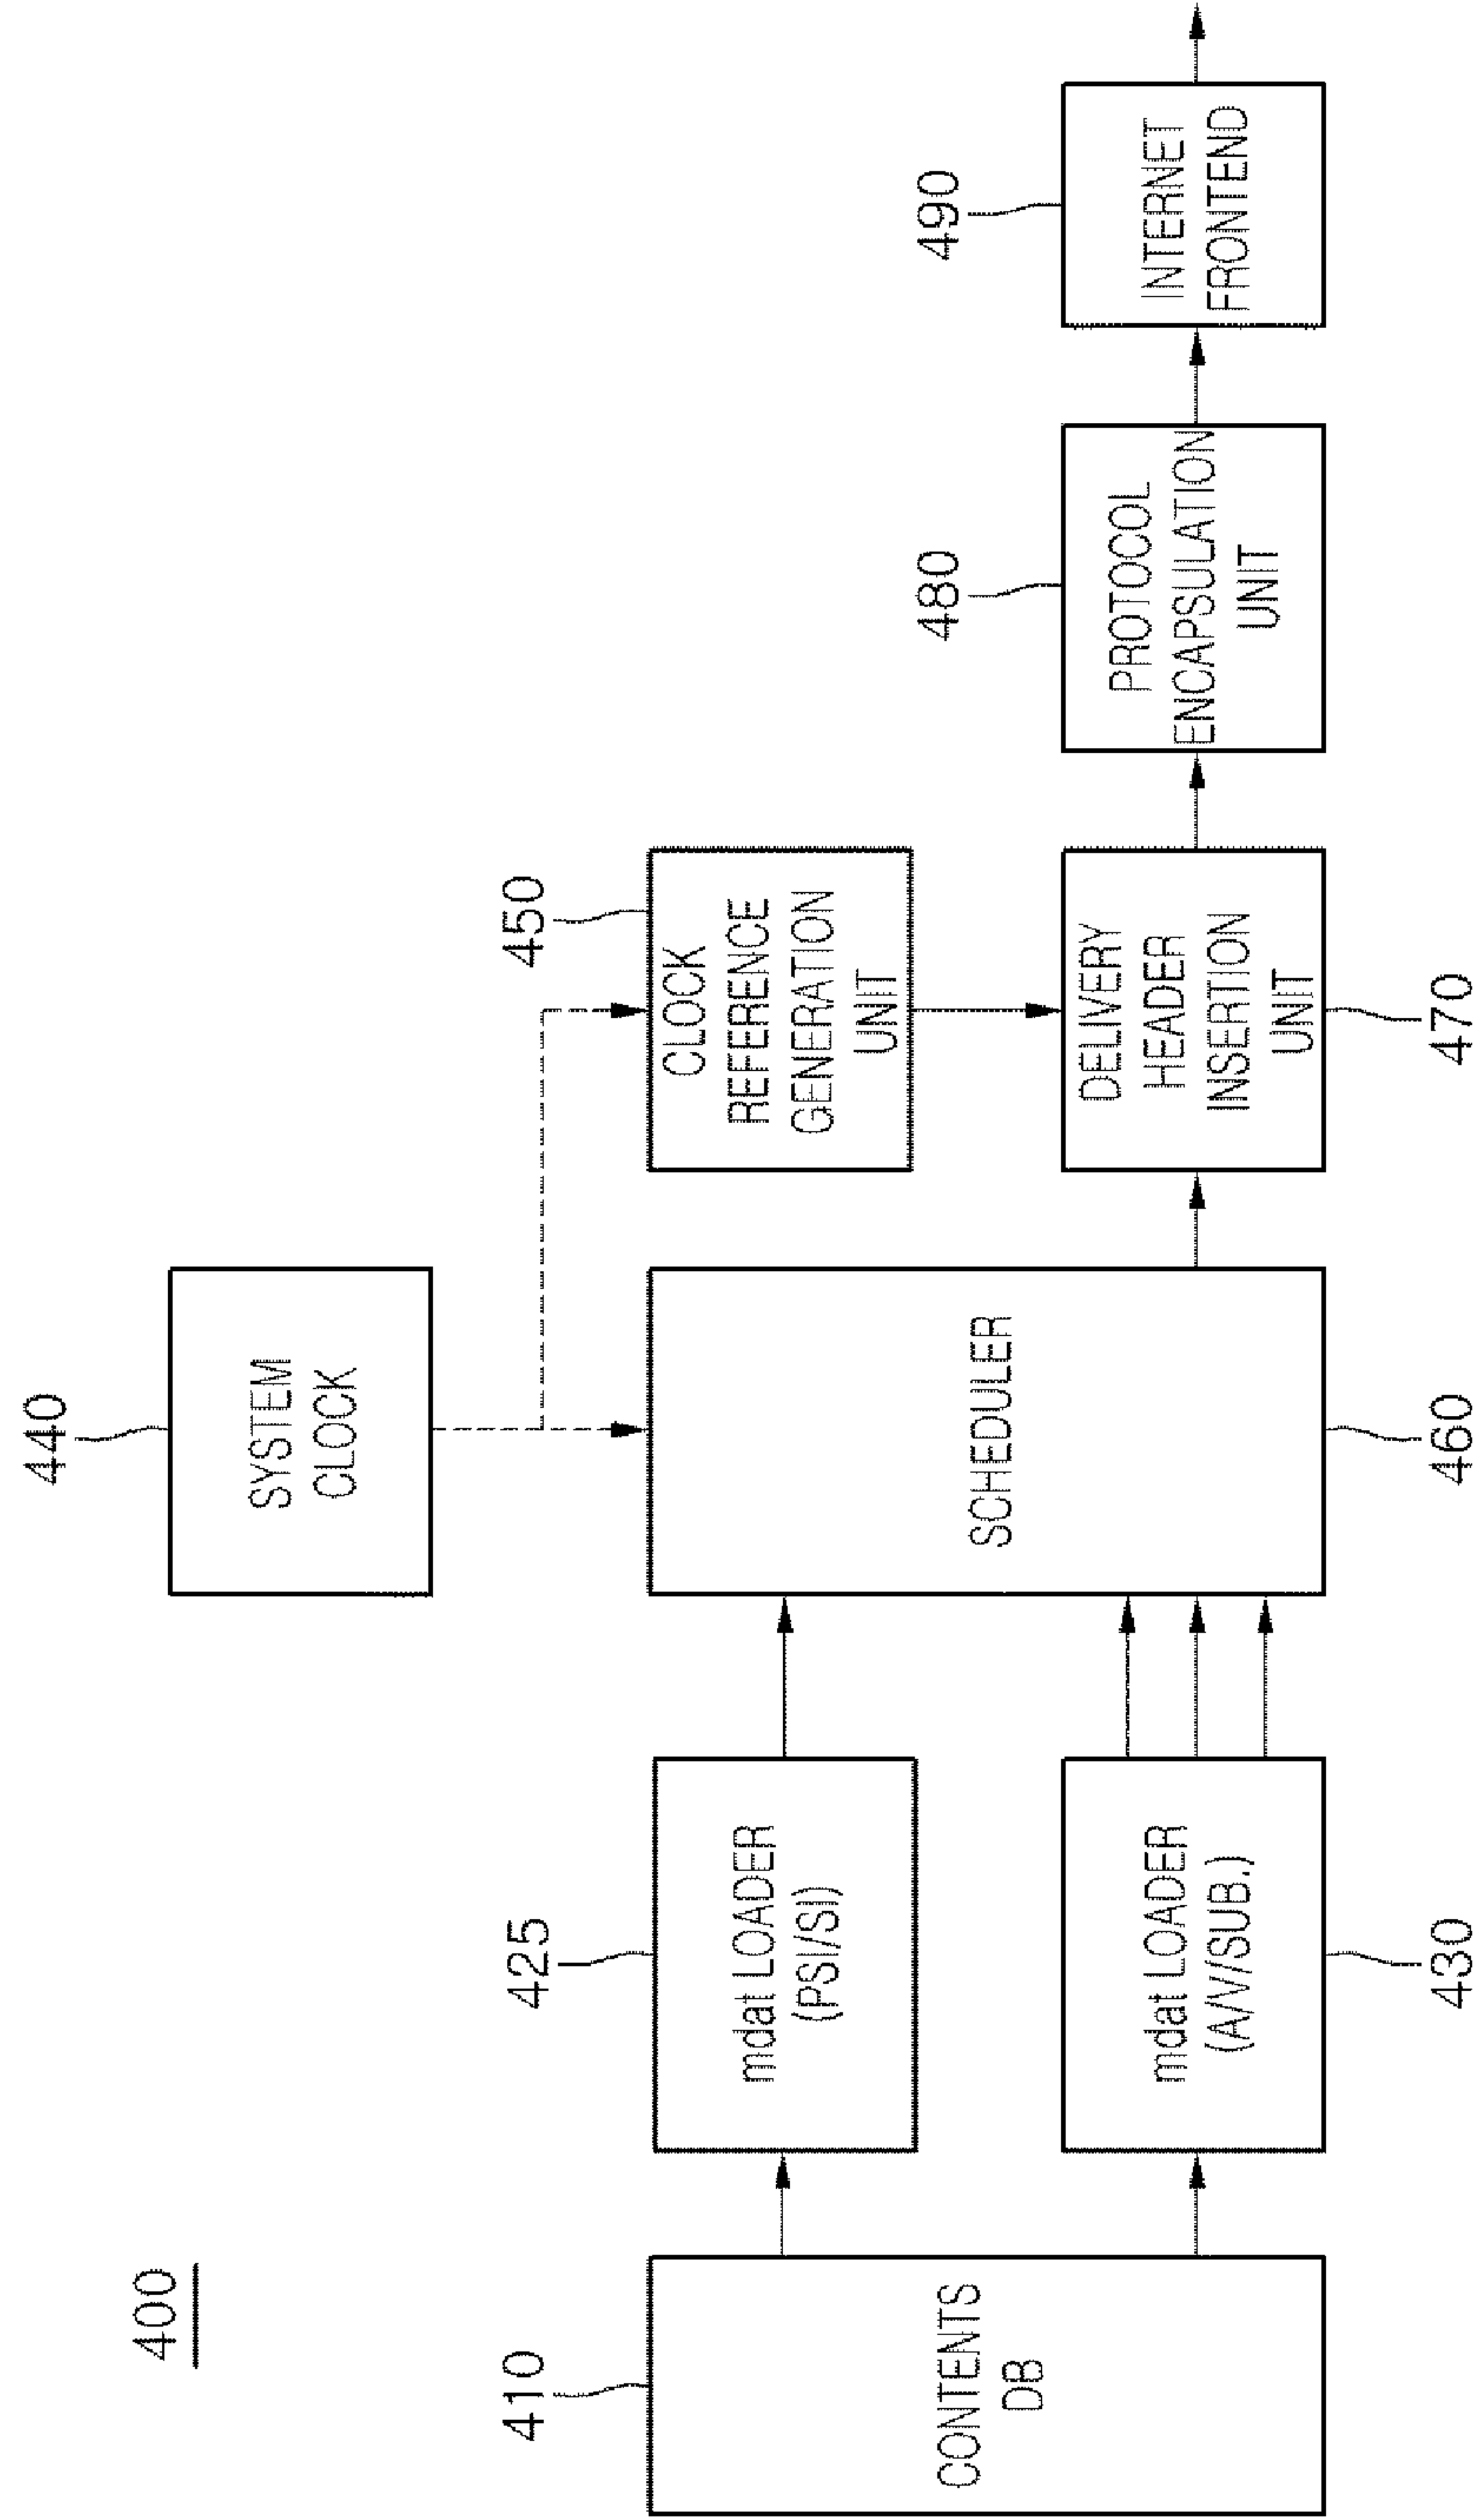 400
440
SYSTEM
CLOCK
410
CONTENTS
DB
425
mdat LOADER
(PSI/SI)
430
mdat LOADER
(A/V/SUB.)
SCHEDULER
460
450
CLOCK
REFERENCE
GENERATION
UNIT
DELIVERY
HEADER
INSERTION
UNIT
470
480
PROTOCOL
ENCAPSULATION
UNIT
490
INTERNET
FRONTEND